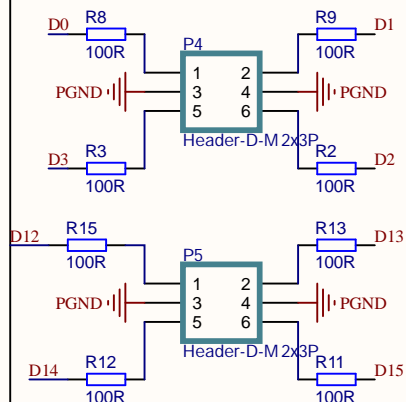 D0 R8 R9 D1
100R P4 100R
1 2
PGND 3 4 PGND
5 6
D3 R3 R2 D2
100R Header-D-M 2x3P 100R
D12 R15 R13 D13
100R P5 100R
1 2
PGND 3 4 PGND
5 6
D14 R12 Header-D-M 2x3P R11 D15
100R 100R